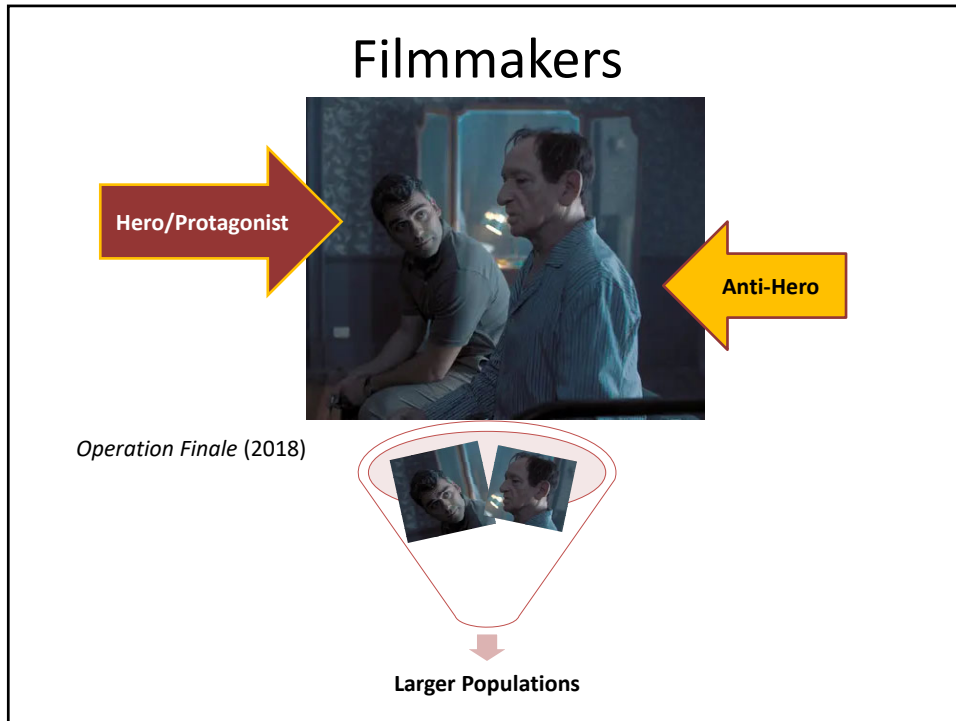 Filmmakers
Hero/Protagonist
Anti-Hero
Operation Finale (2018)
Larger Populations